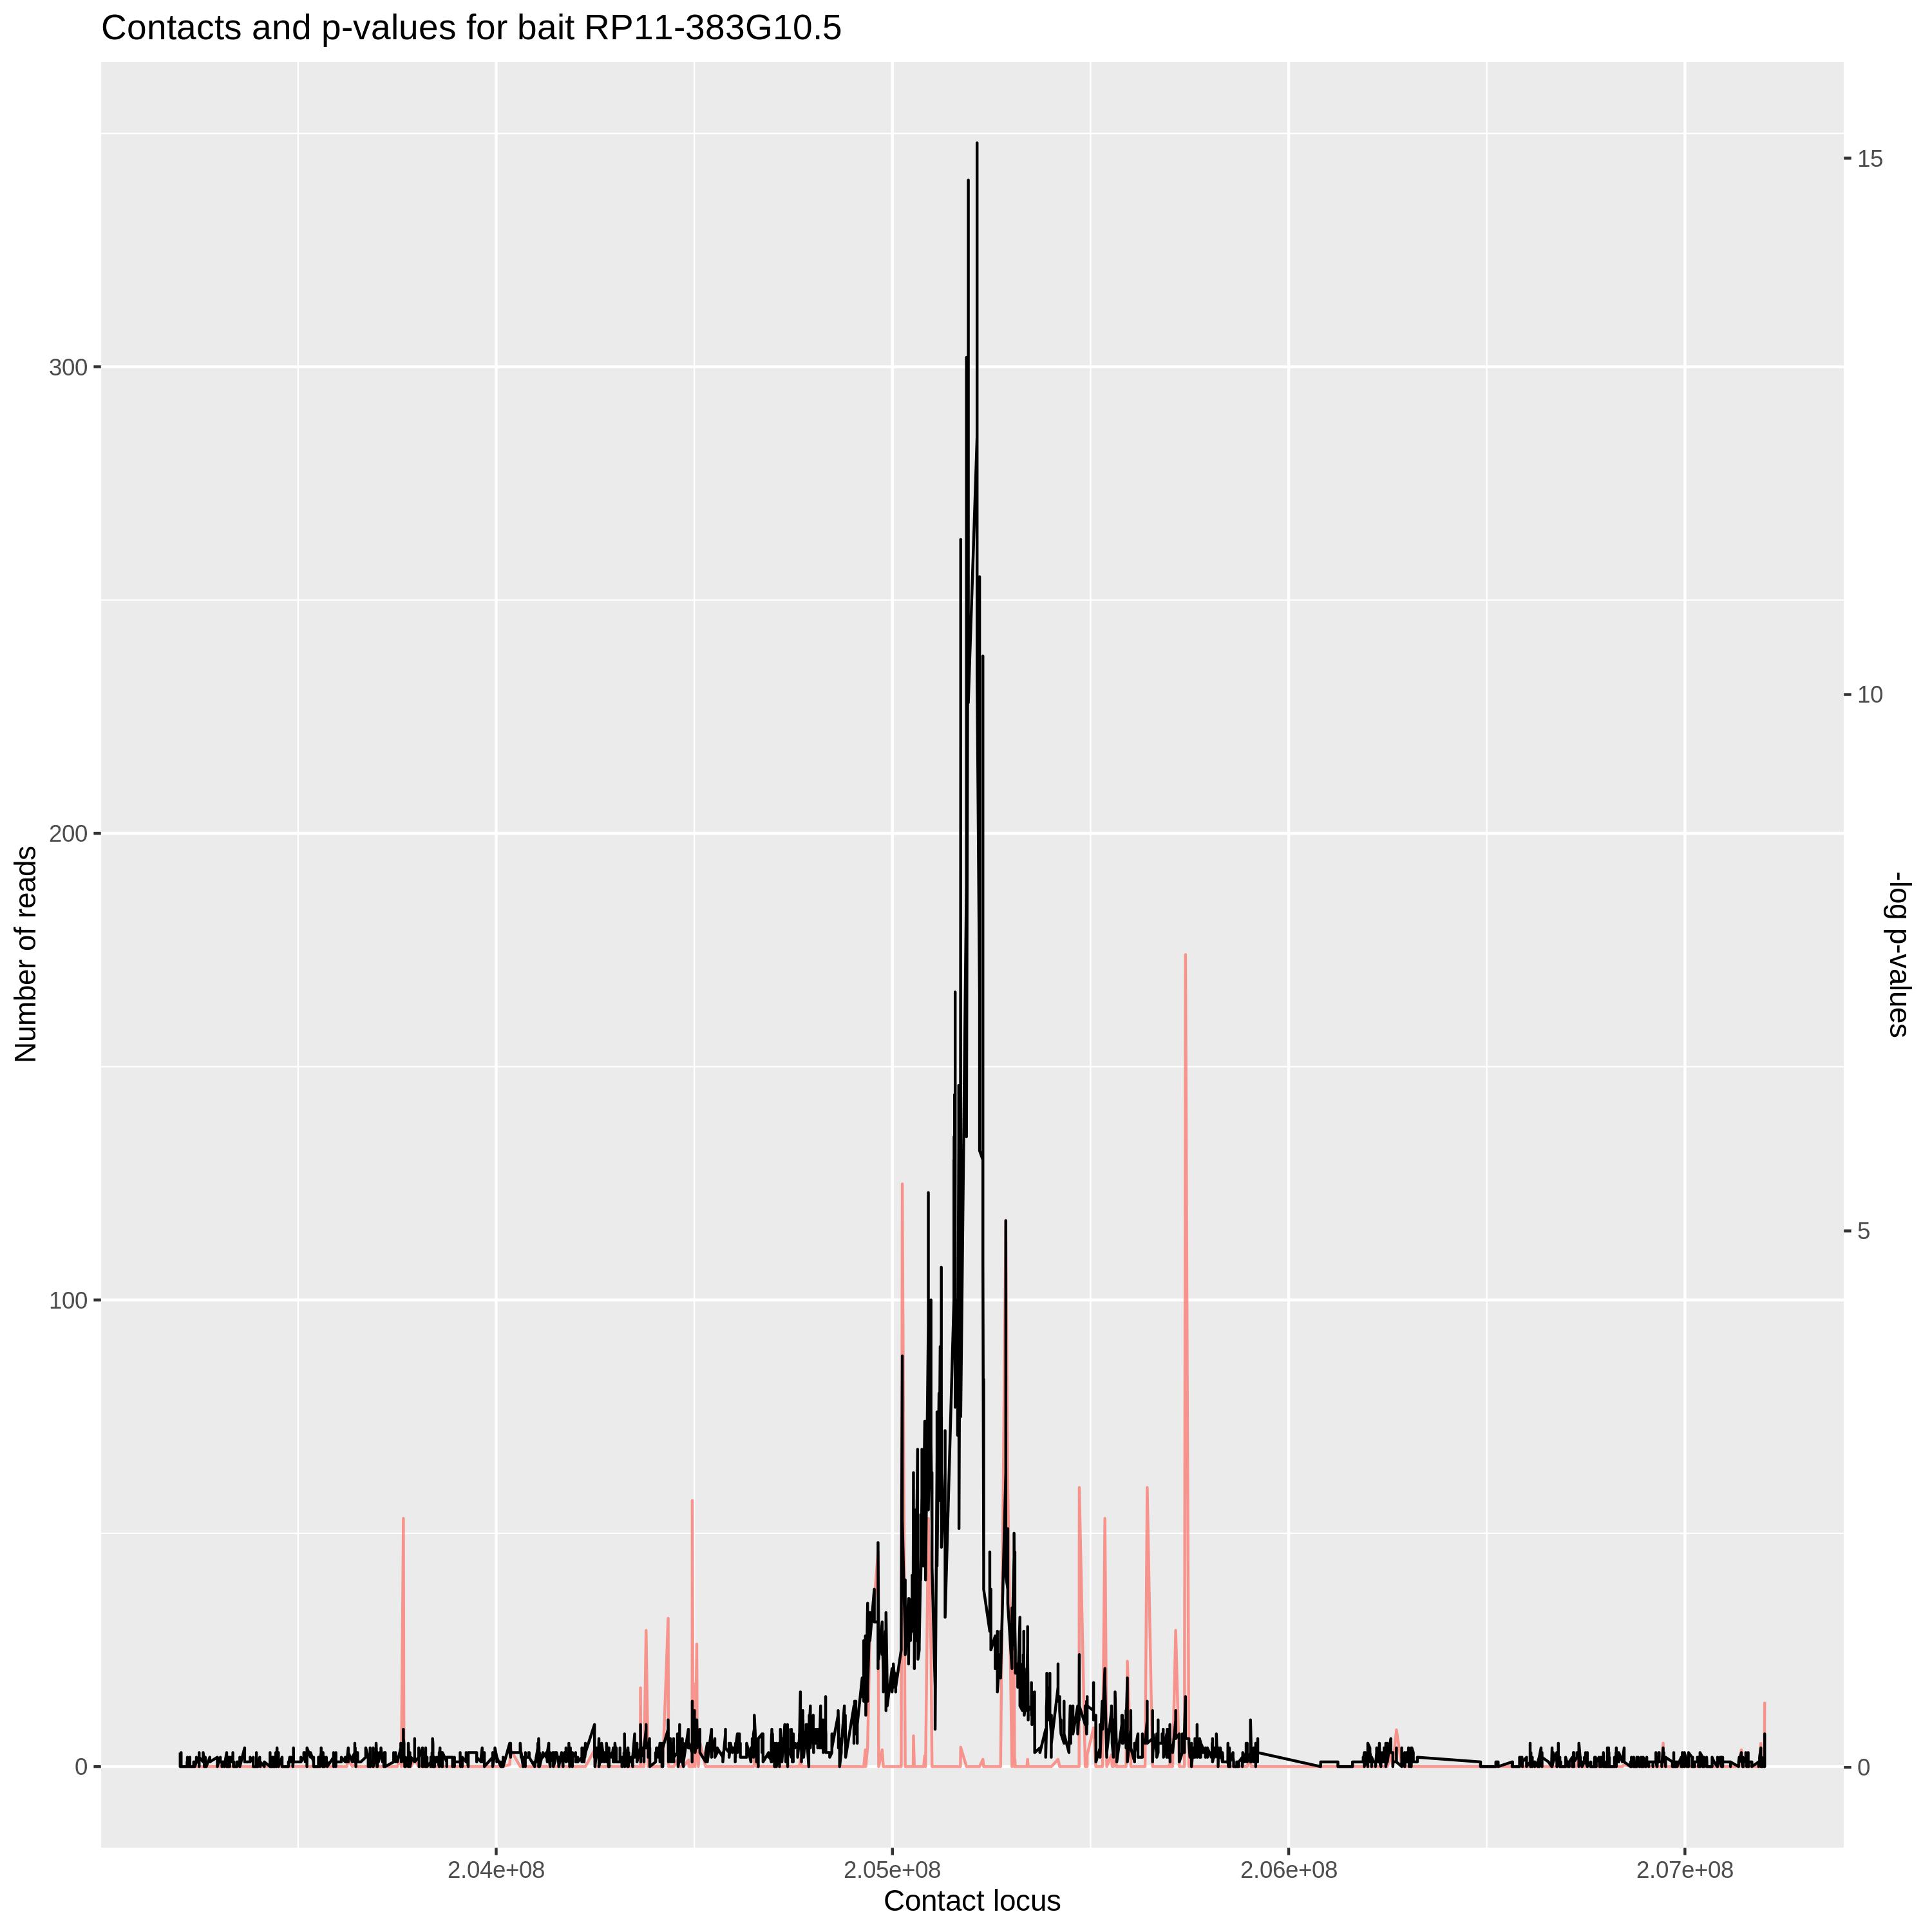 Contacts and p-values for bait RP11-383G10.5
300
200
100
0
15
10
5
0
Number of reads
-log p-values
2.04e+08 2.05e+08 2.06e+08 2.07e+08
Contact locus